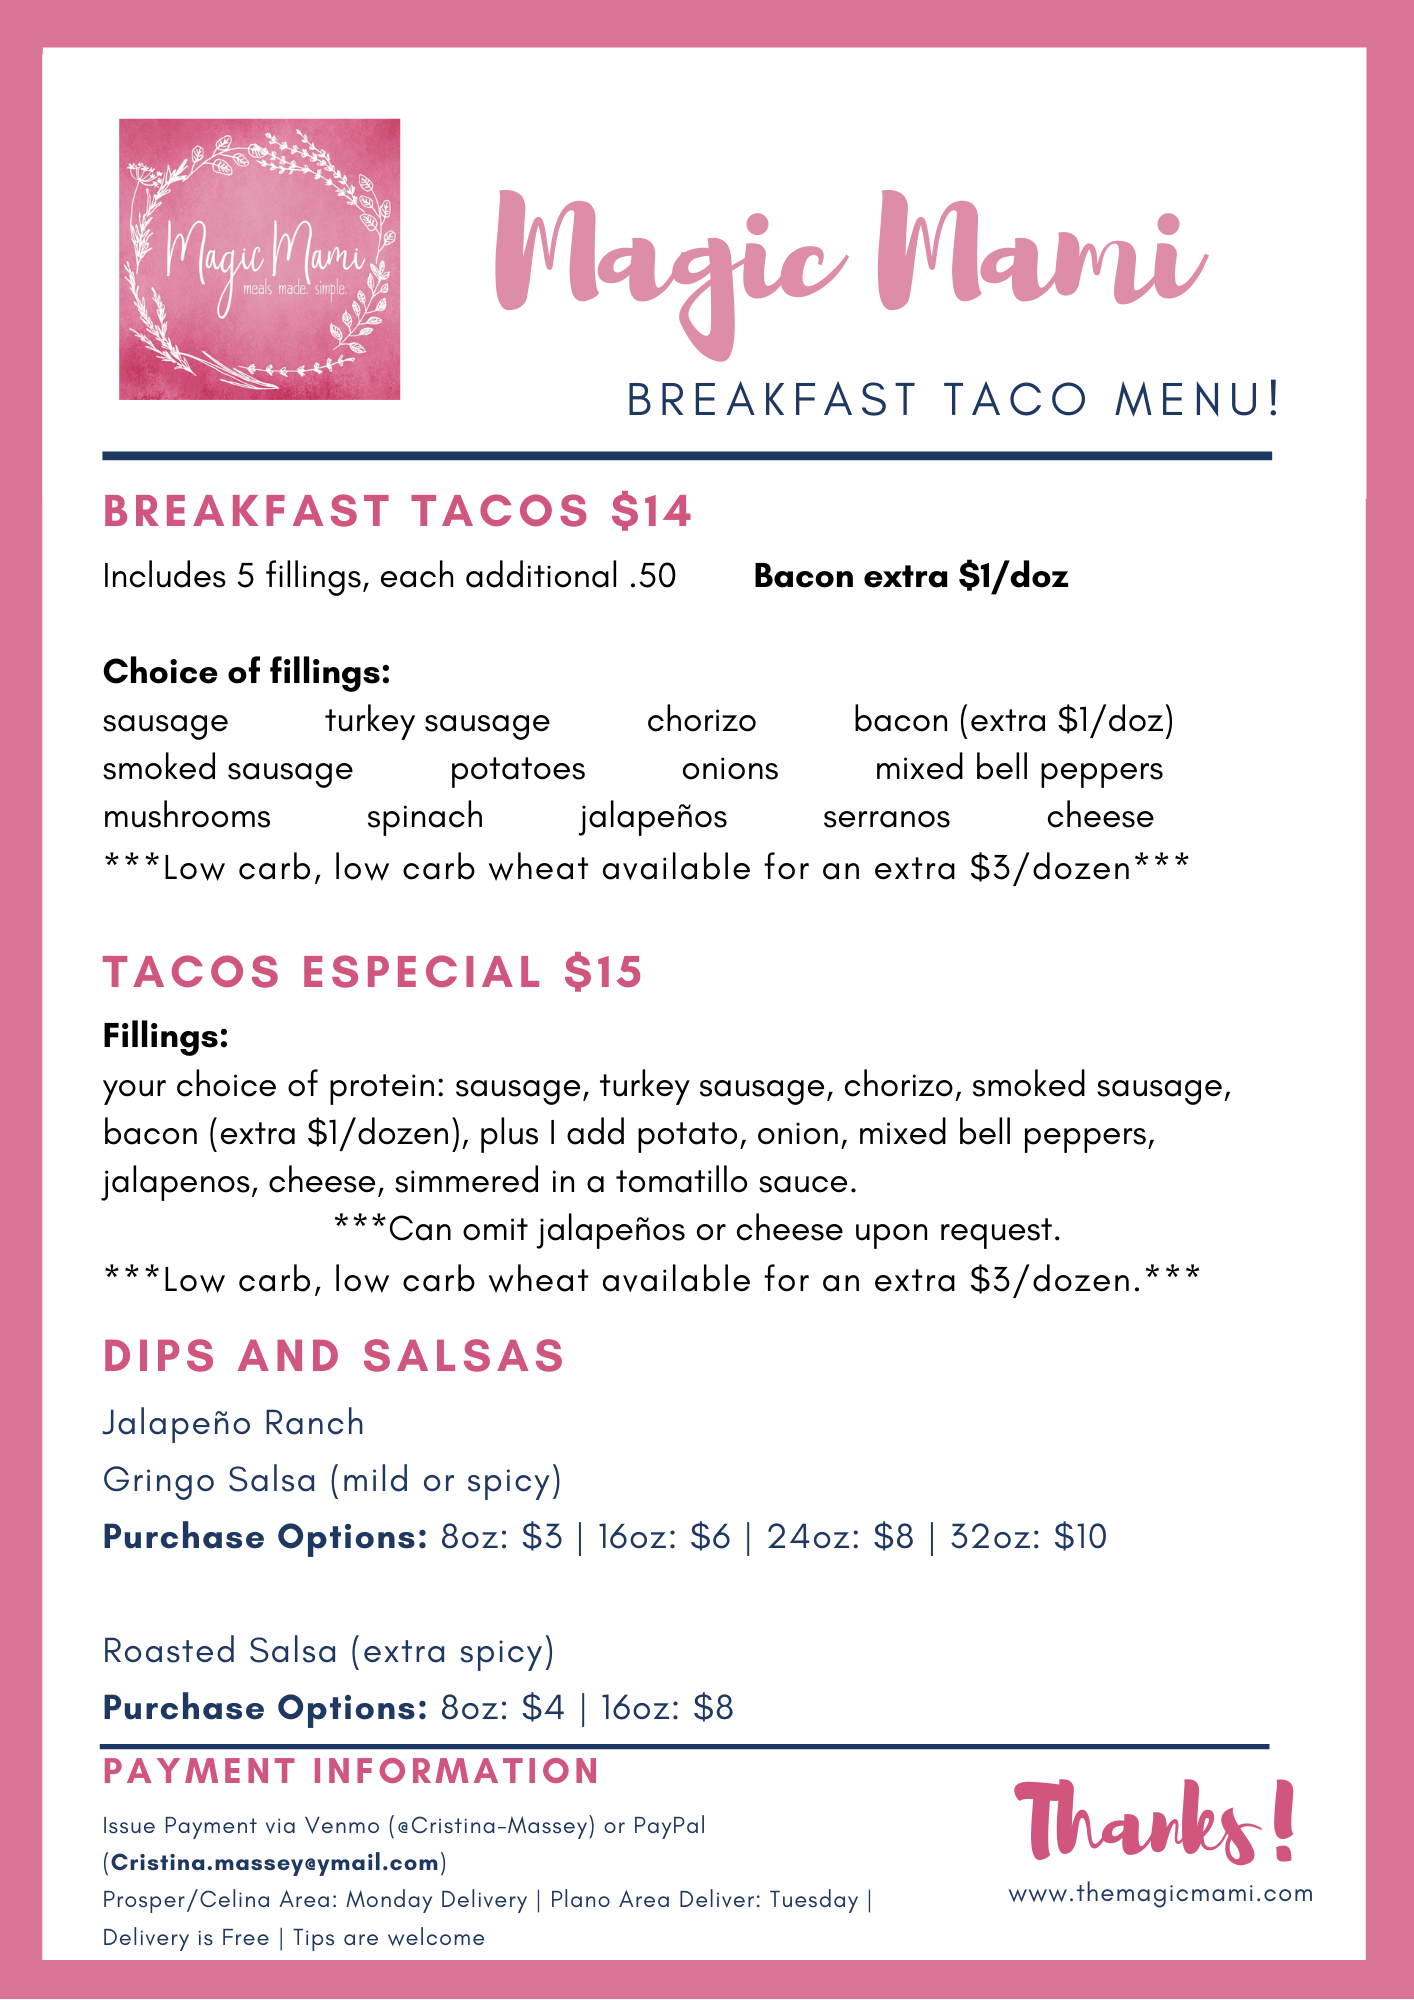 Magic Mami
meals made. simple.
Magic Mami
BREAKFAST TACO MENU!
BREAKFAST TACOS $14
Includes 5 fillings, each additional .50 Bacon extra $1/doz
Choice of fillings:
sausage turkey sausage chorizo bacon (extra $1/doz)
smoked sausage potatoes onions mixed bell peppers
mushrooms spinach jalapeños serranos cheese
***Low carb, low carb wheat available for an extra $3/dozen***
TACOS ESPECIAL $15
Fillings:
your choice of protein: sausage, turkey sausage, chorizo, smoked sausage,
bacon (extra $1/dozen), plus I add potato, onion, mixed bell peppers,
jalapenos, cheese, simmered in a tomatillo sauce.
***Can omit jalapeños or cheese upon request.
***Low carb, low carb wheat available for an extra $3/dozen.***
DIPS AND SALSAS
Jalapeño Ranch
Gringo Salsa (mild or spicy)
Purchase Options: 8oz: $3 | 16oz: $6 | 24oz: $8 | 32oz: $10
Roasted Salsa (extra spicy)
Purchase Options: 8oz: $4 | 16oz: $8
PAYMENT INFORMATION
Issue Payment via Venmo (@Cristina-Massey) or PayPal
(Cristina.massey@ymail.com)
Prosper/Celina Area: Monday Delivery | Plano Area Deliver: Tuesday |
Delivery is Free | Tips are welcome
Thanks!
www.themagicmami.com